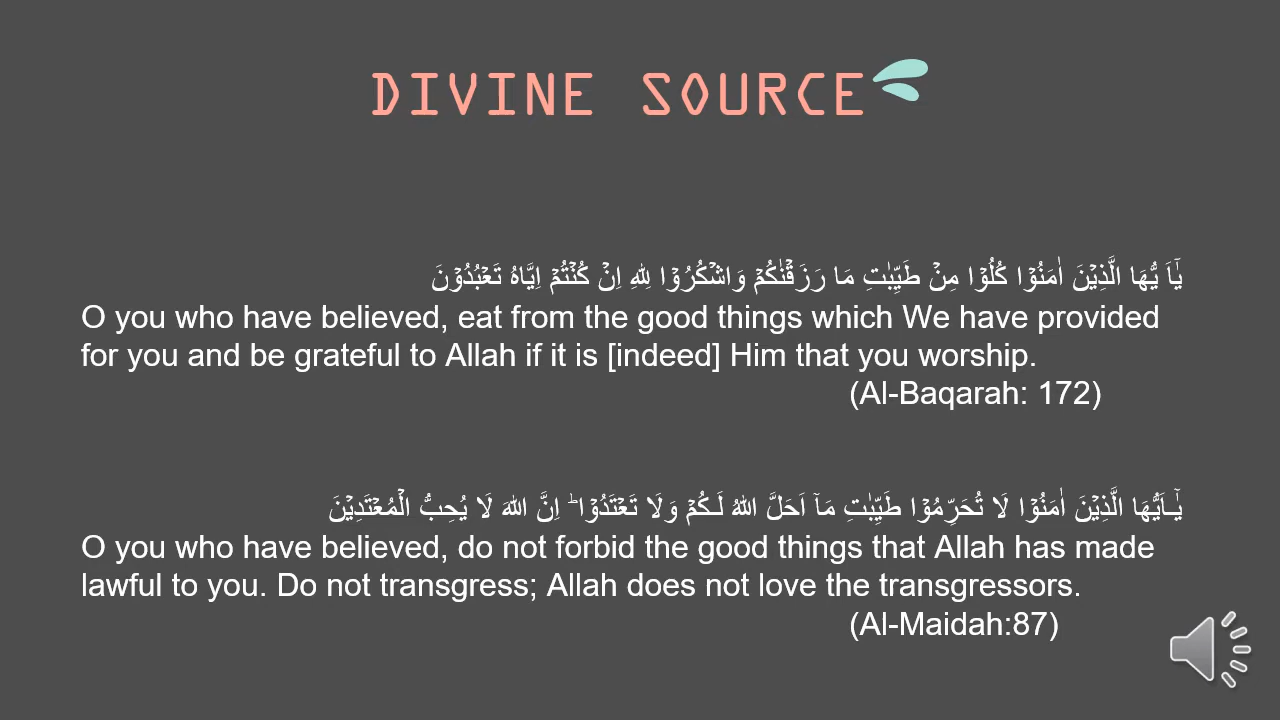 DIVINE SOURCE
يٰٓاَ يُّهَا الَّذِيْنَ اٰمَنُوْا کُلُوْا مِنْ طَيِّبٰتِ مَا رَزَقْنٰكُمْ وَاشْكُرُوْا لِلّٰهِ اِنْ کُنْتُمْ اِيَّاهُ تَعْبُدُوْنَ
O you who have believed, eat from the good things which We have provided
for you and be grateful to Allah if it is [indeed] Him that you worship.
(Al-Baqarah: 172)
يٰۤـاَيُّهَا الَّذِيْنَ اٰمَنُوْا لَا تُحَرِّمُوْا طَيِّبٰتِ مَاۤ اَحَلَّ اللّٰهُ لَـكُمْ وَلَا تَعْتَدُوْا‌ ؕ اِنَّ اللّٰهَ لَا يُحِبُّ الْمُعْتَدِيْنَ
O you who have believed, do not forbid the good things that Allah has made
lawful to you. Do not transgress; Allah does not love the transgressors.
(Al-Maidah:87)